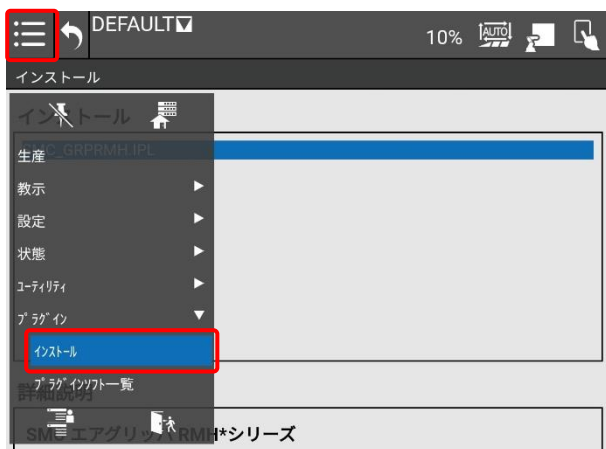 DEFAULT
10% AUTO
インストール
インストール
SMC_GRPRMH.IPL
生産
教示
設定
状態
ﾕｰﾃｨﾘﾃｨ
ﾌﾟﾗｸﾞｲﾝ
ｲﾝｽﾄｰﾙ
ﾌﾟﾗｸﾞｲﾝｿﾌﾄ一覧
詳細説明
SMC エアグリッパ RMH*シリーズ